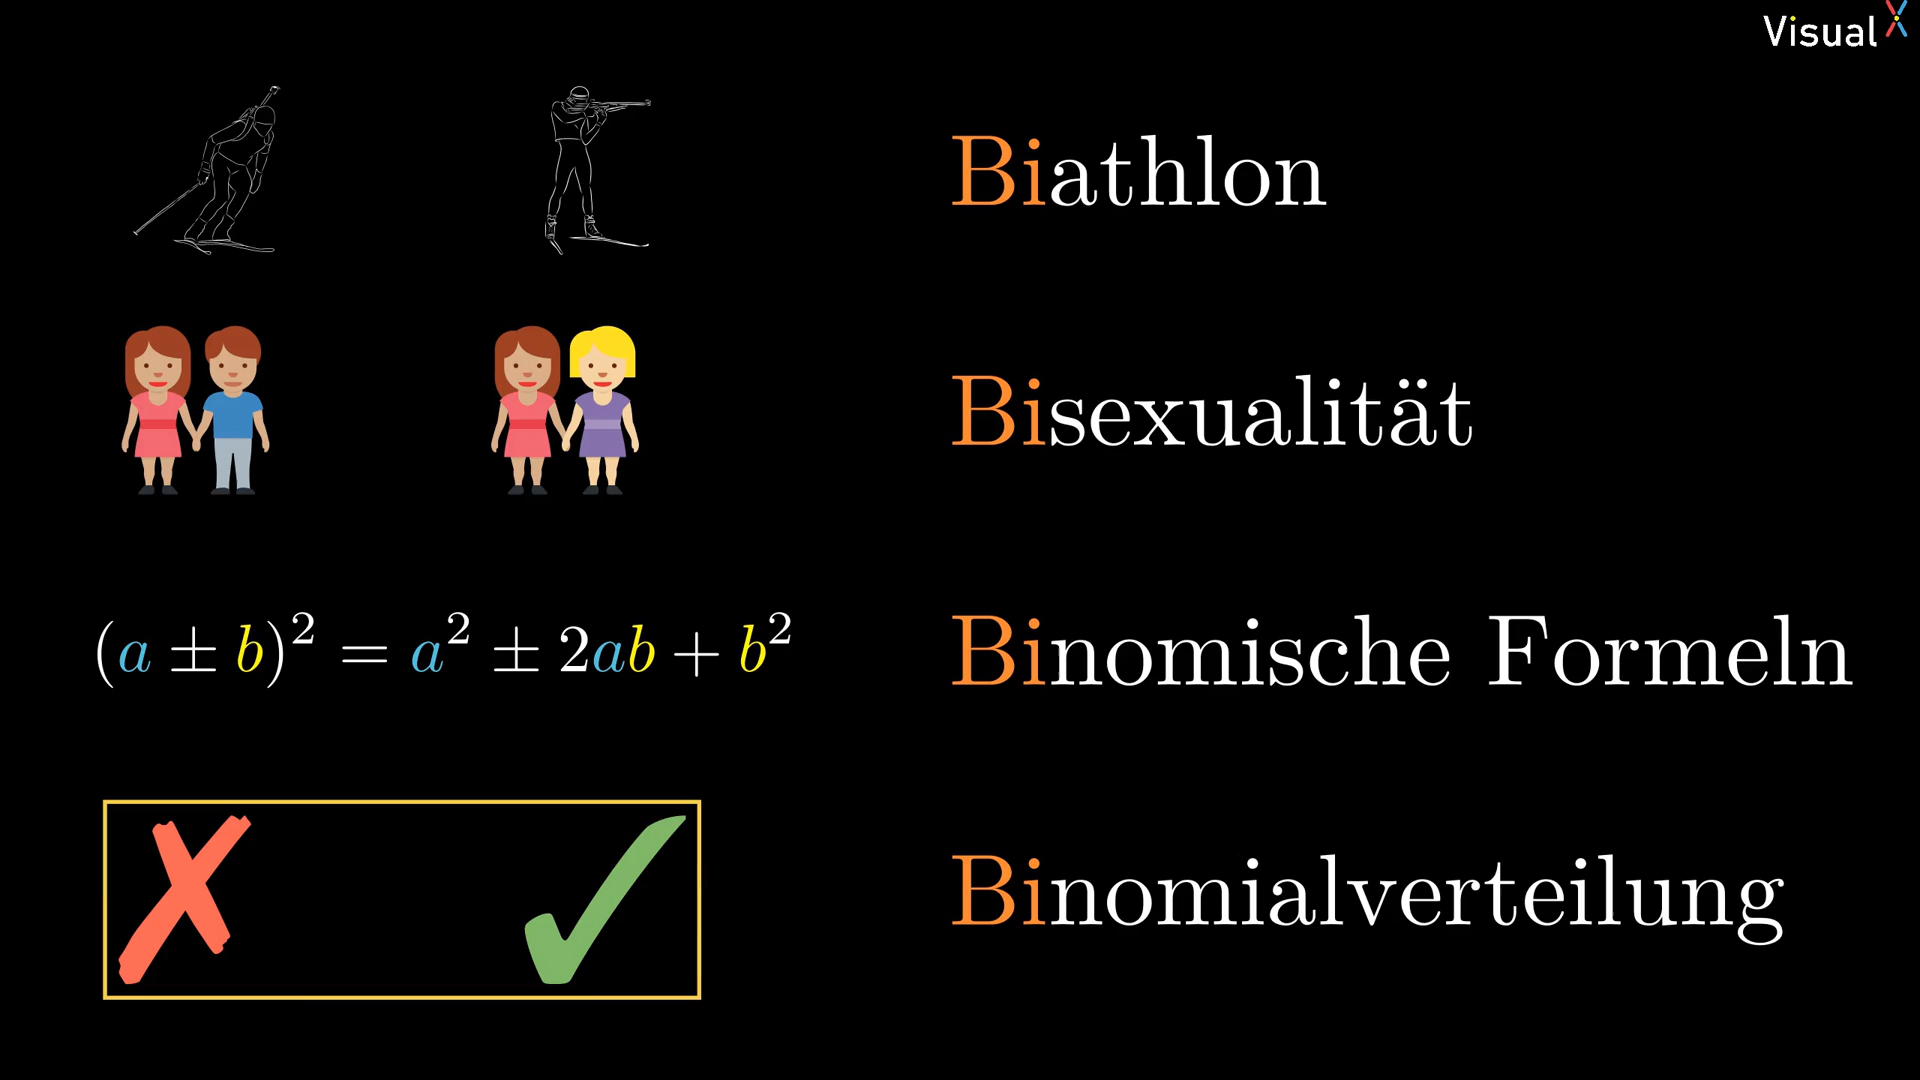 Visual X
Biathlon
Bisexualität
(a ± b)² = a² ± 2ab + b²
Binomische Formeln
Binomialverteilung